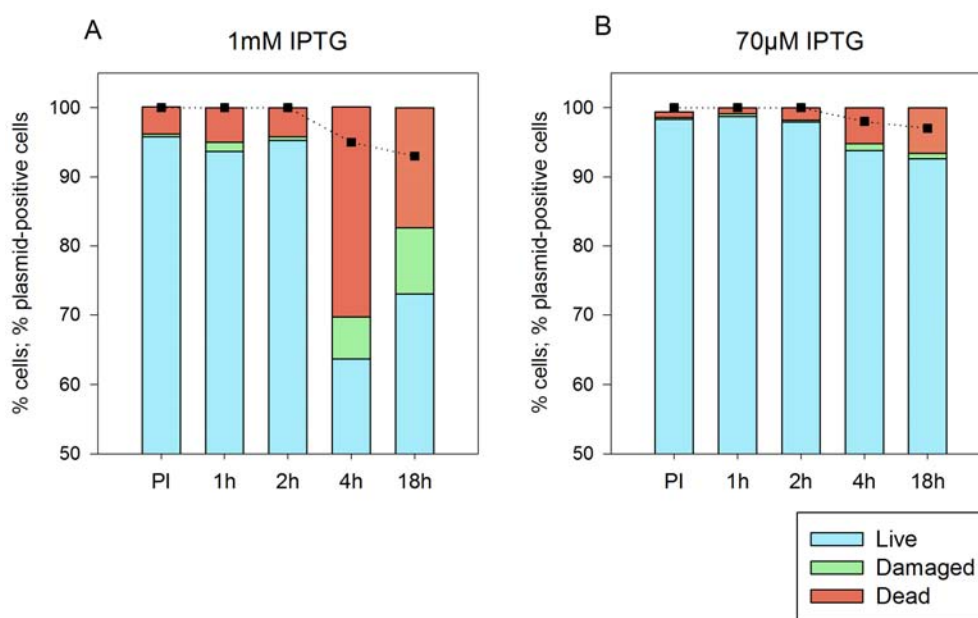 A
1mM IPTG
% cells; % plasmid-positive cells
100
90
80
70
60
50
PI 1h 2h 4h 18h
B
70µM IPTG
% cells; % plasmid-positive cells
100
90
80
70
60
50
PI 1h 2h 4h 18h
Live
Damaged
Dead